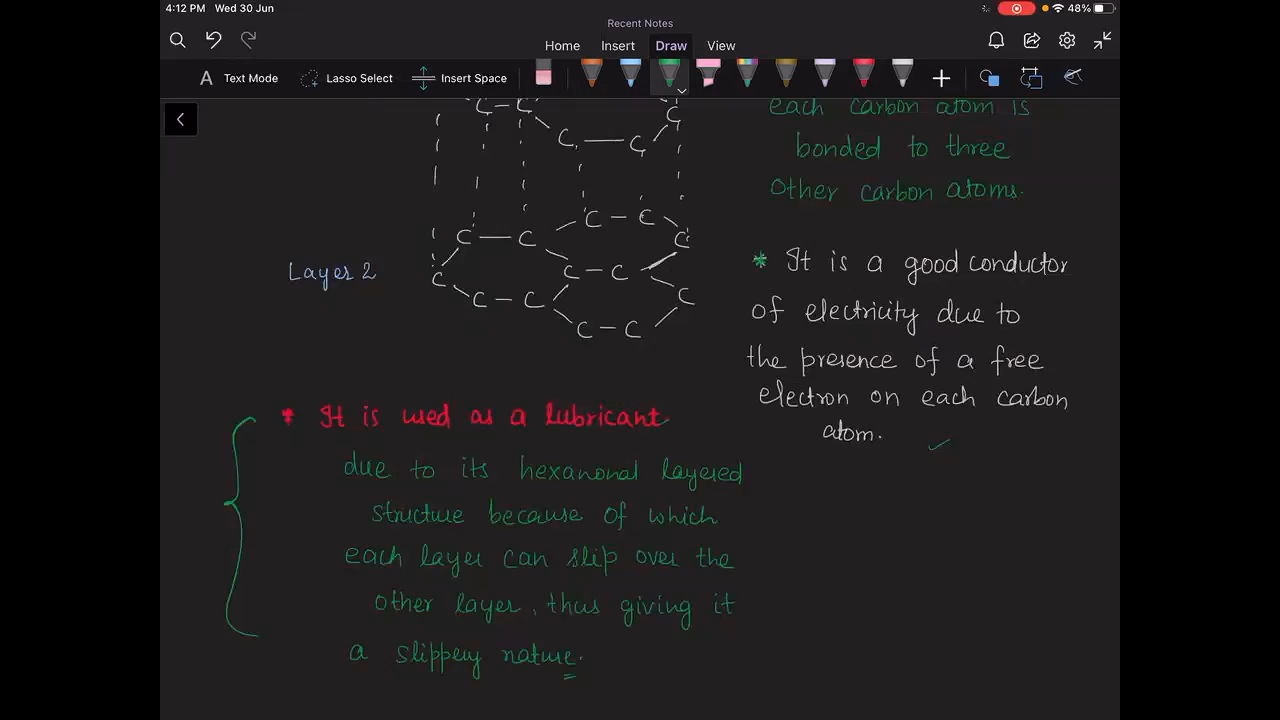 4:12 PM Wed 30 Jun
48%
Recent Notes
Home Insert Draw View
A Text Mode Lasso Select Insert Space
C – C
C — C
C
each carbon atom is
bonded to three
other carbon atoms.
C – C
C — C C
Layer 2
C C – C
C – C C
C – C
* It is a good conductor
of electricity due to
the presence of a free
electron on each carbon
atom.
* It is used as a lubricant
due to its hexanonal layered
structure because of which
each layer can slip over the
other layer, thus giving it
a slippery nature.